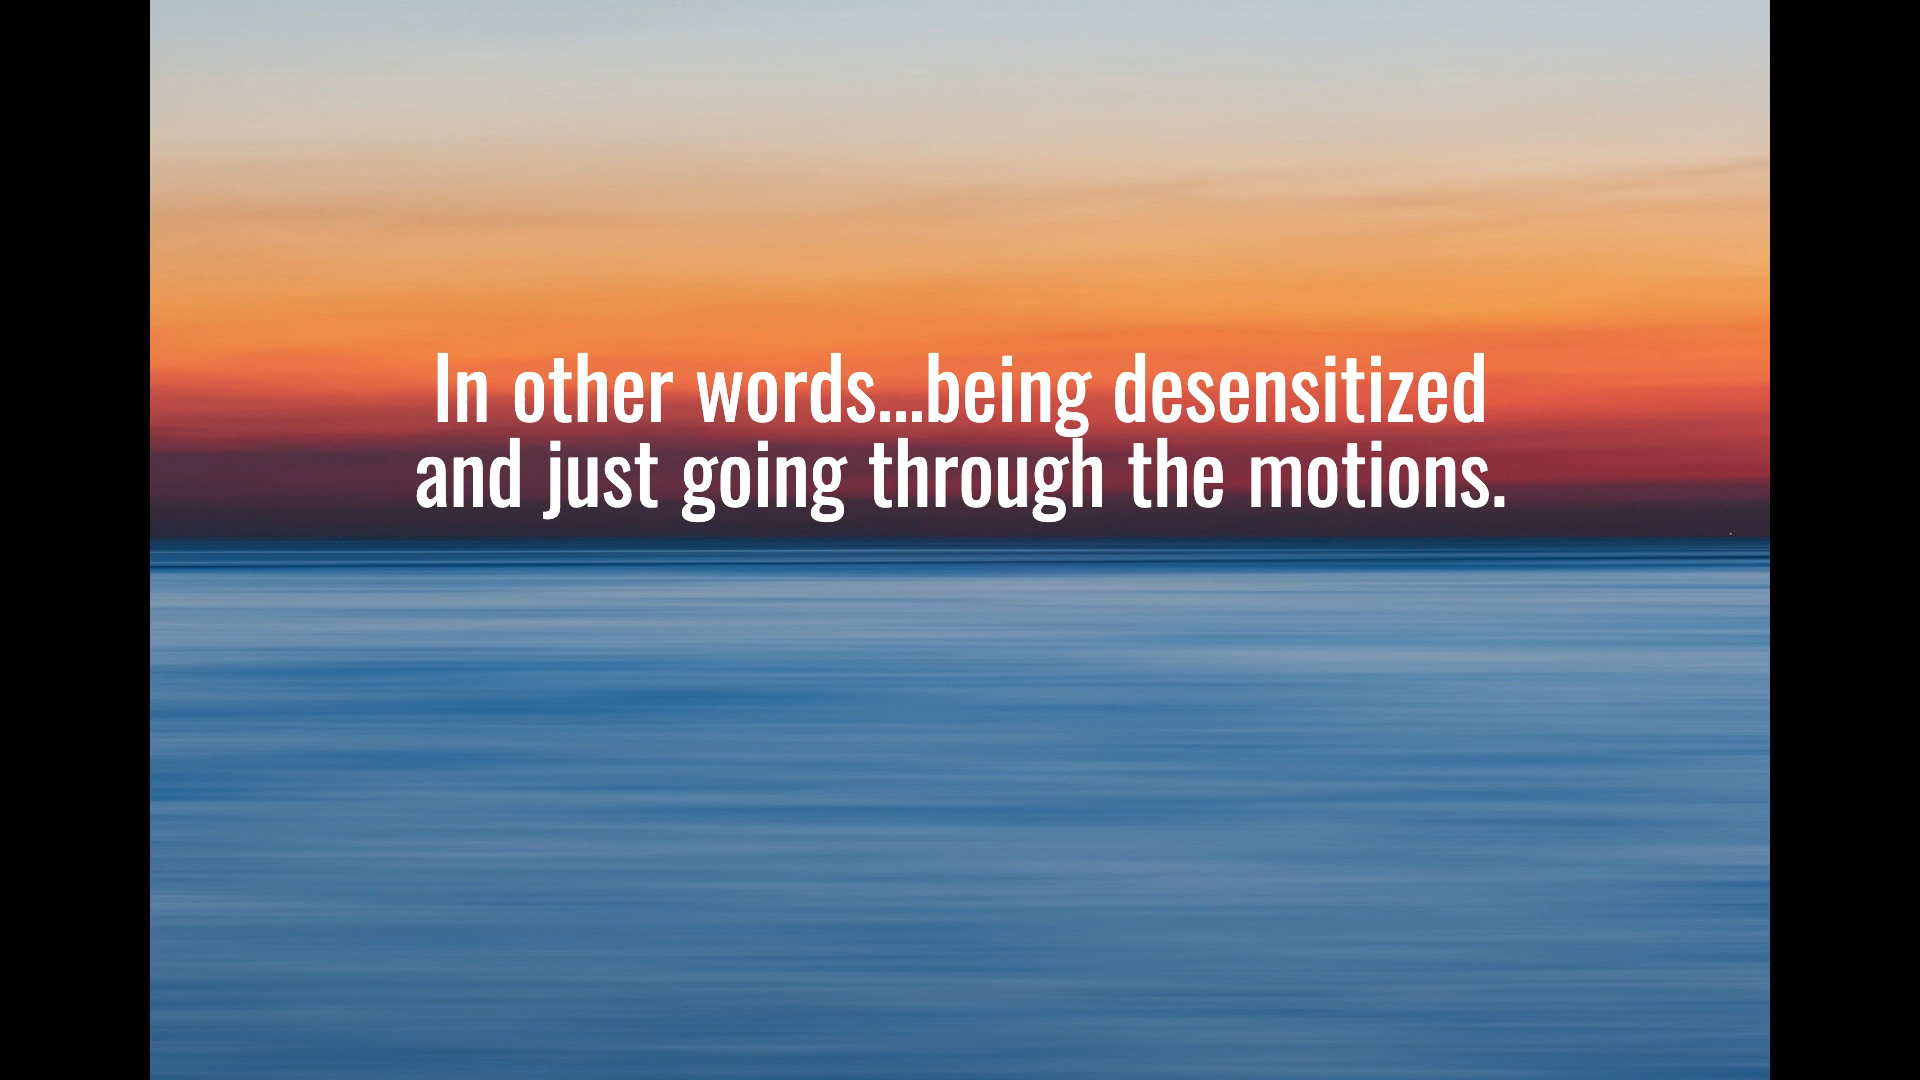 In other words...being desensitized
and just going through the motions.